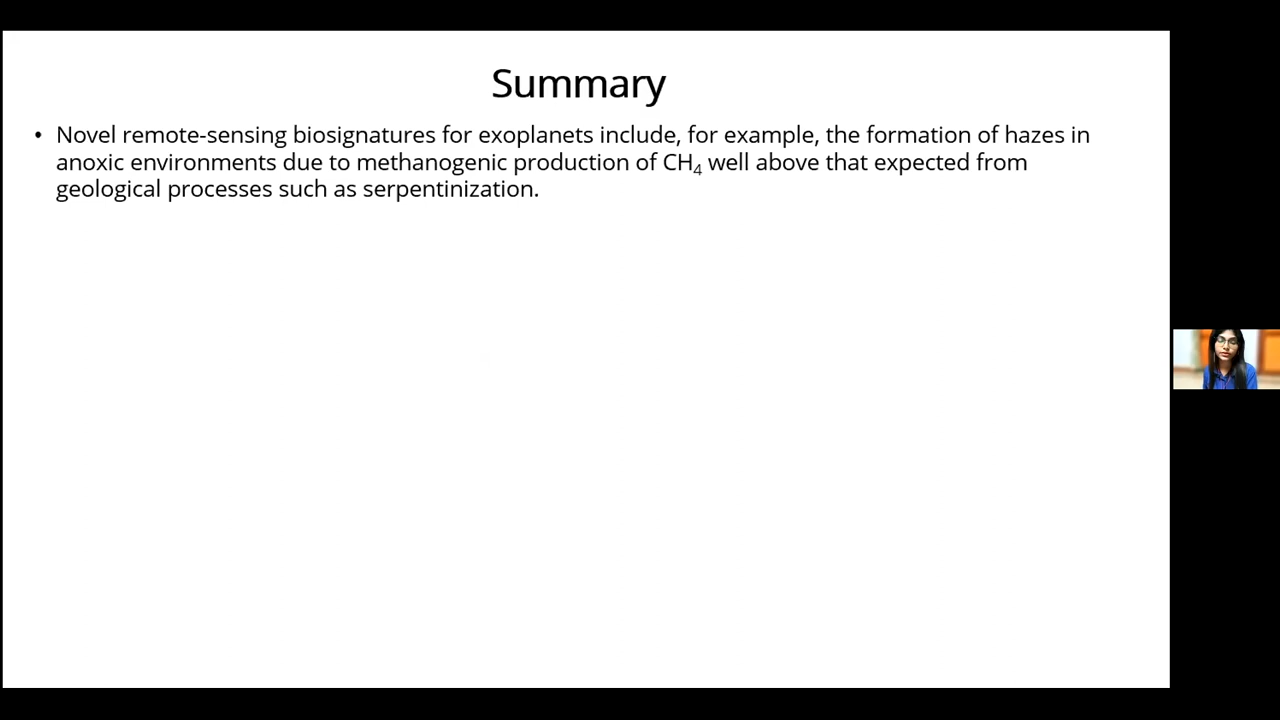 Summary
• Novel remote-sensing biosignatures for exoplanets include, for example, the formation of hazes in
anoxic environments due to methanogenic production of CH₄ well above that expected from
geological processes such as serpentinization.